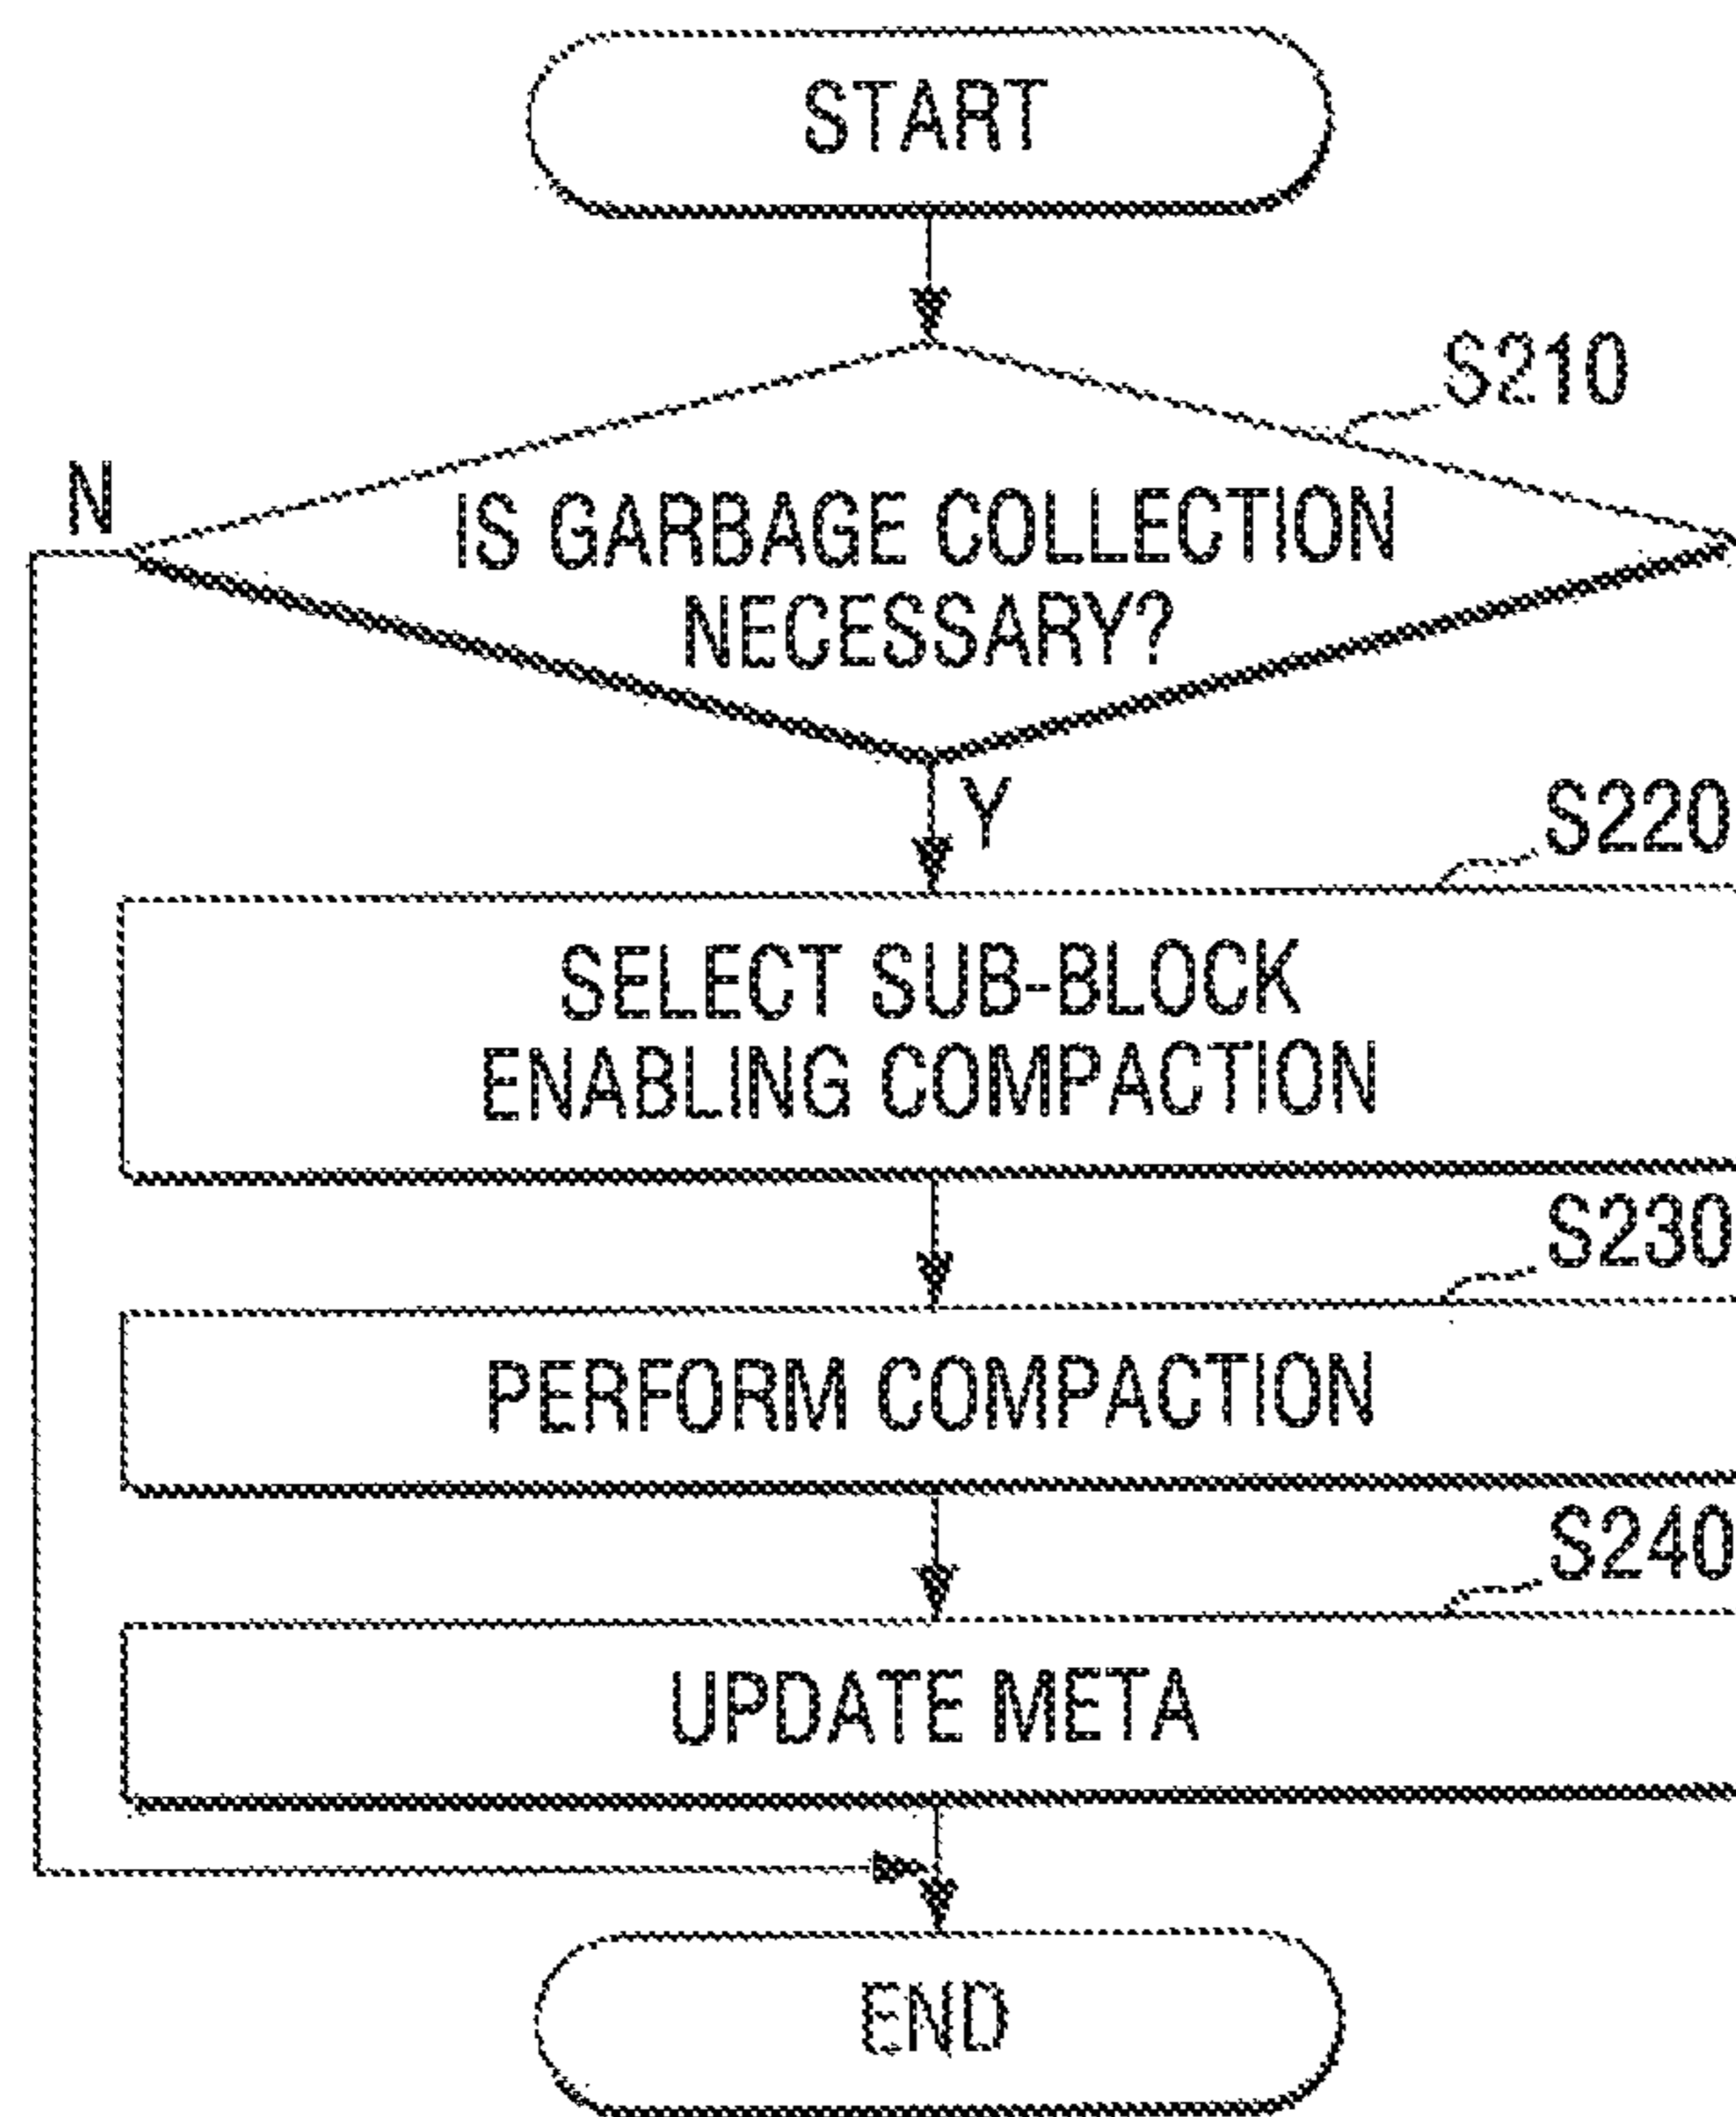 START
S210
N
IS GARBAGE COLLECTION
NECESSARY?
Y
S220
SELECT SUB-BLOCK
ENABLING COMPACTION
S230
PERFORM COMPACTION
S240
UPDATE META
END